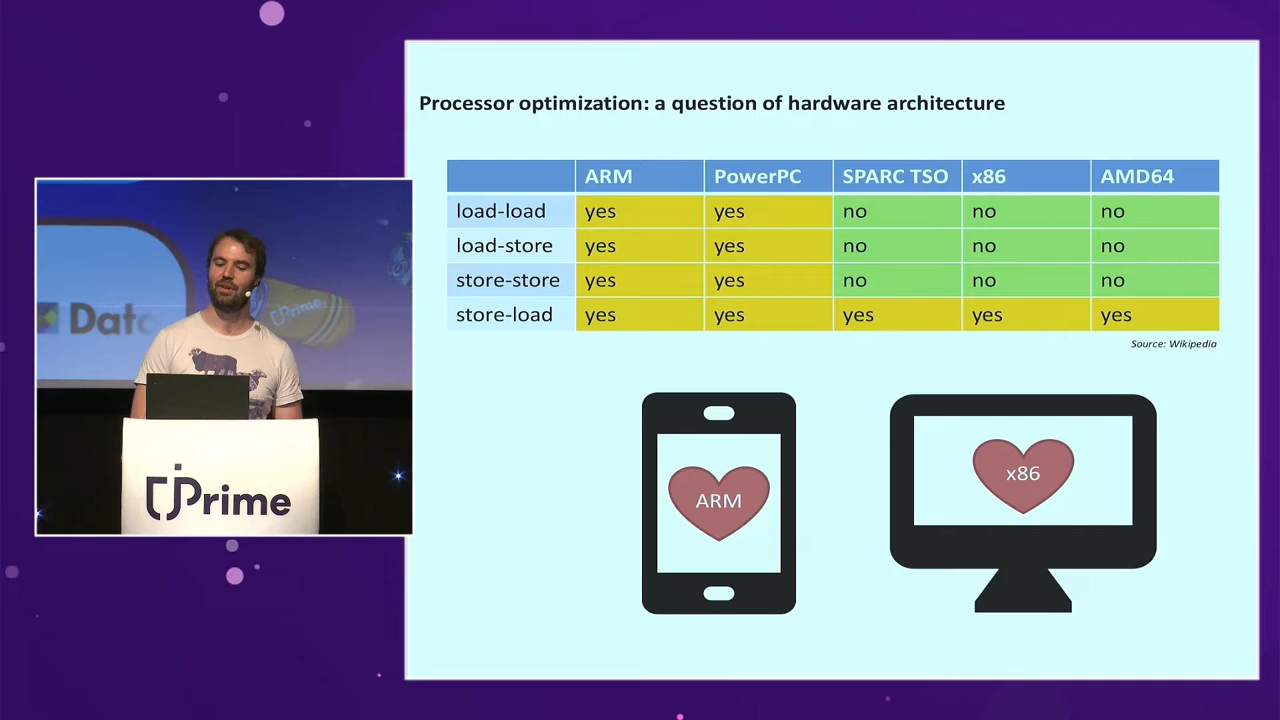 Processor optimization: a question of hardware architecture
ARM PowerPC SPARC TSO x86 AMD64
load-load yes yes no no no
load-store yes yes no no no
store-store yes yes no no no
store-load yes yes yes yes yes
Source: Wikipedia
ARM
x86
jPrime
jPrime